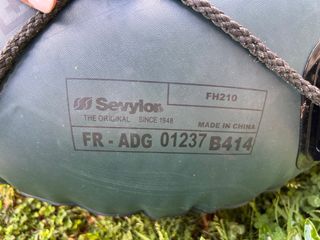 Sevylor
FH210
THE ORIGINAL SINCE 1948
MADE IN CHINA
FR - ADG 01237 B414